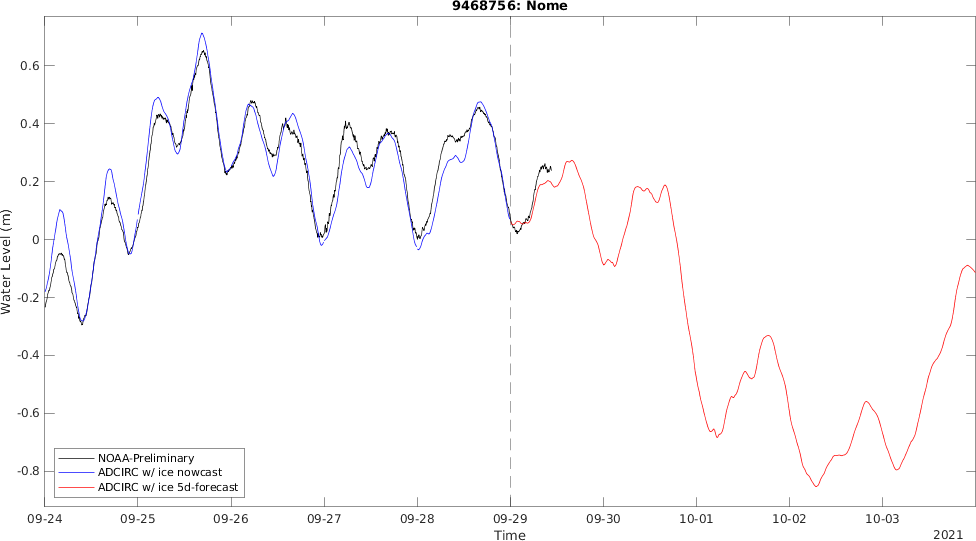 9468756: Nome
Water Level (m)
0.6
0.4
0.2
0
-0.2
-0.4
-0.6
-0.8
NOAA-Preliminary
ADCIRC w/ ice nowcast
ADCIRC w/ ice 5d-forecast
09-24 09-25 09-26 09-27 09-28 09-29 09-30 10-01 10-02 10-03
Time
2021